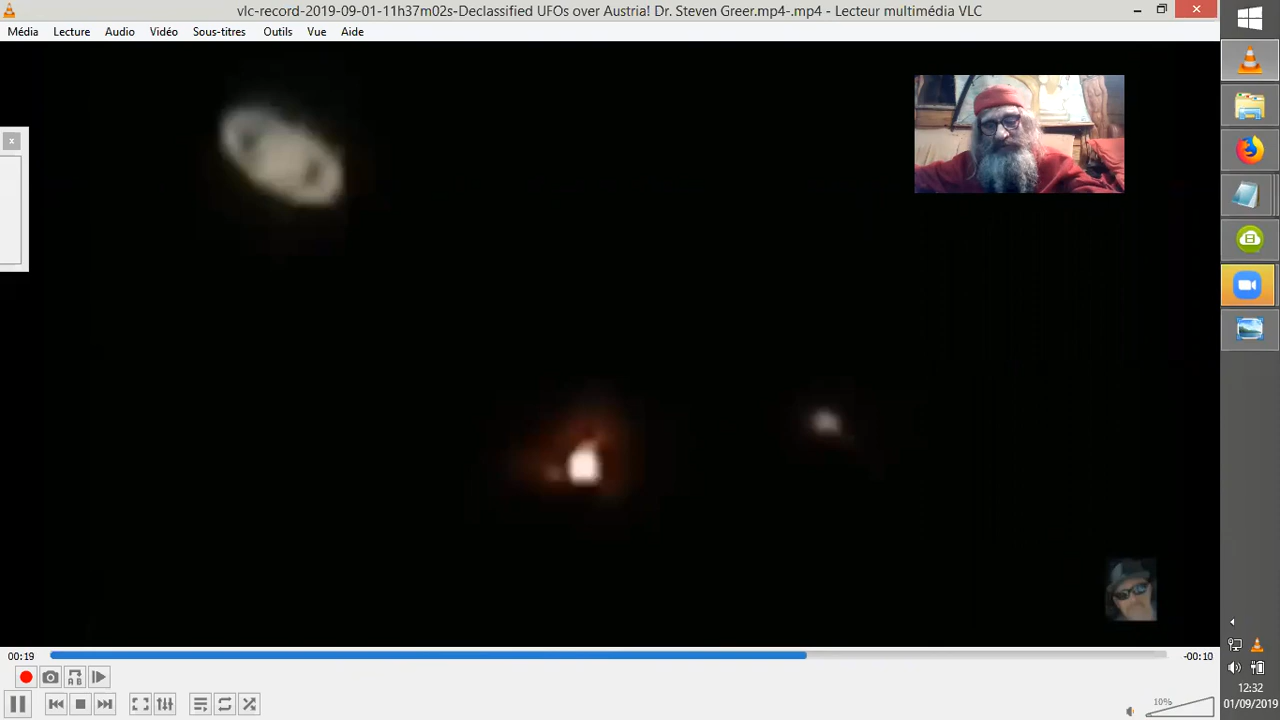 vlc-record-2019-09-01-11h37m02s-Declassified UFOs over Austria! Dr. Steven Greer.mp4-.mp4 - Lecteur multimédia VLC
Média Lecture Audio Vidéo Sous-titres Outils Vue Aide
x
00:19 -00:10
A B
10%
12:32
01/09/2019